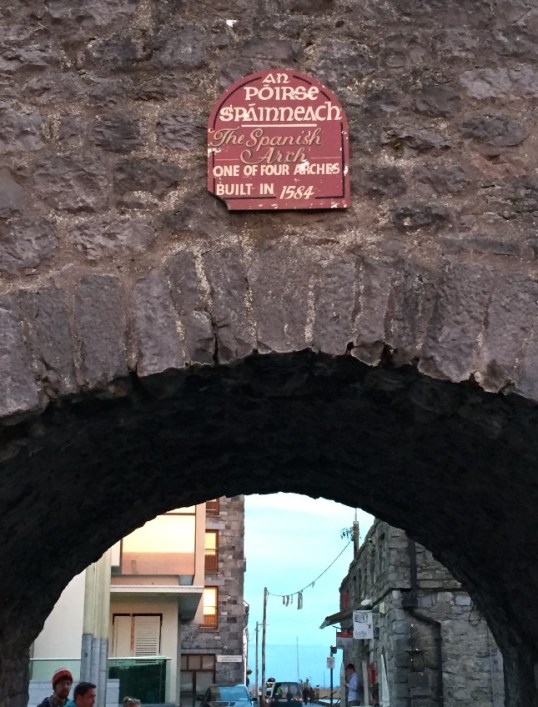 An
Póirse
Spáinneach
The Spanish
Arch
ONE OF FOUR ARCHES
BUILT IN 1584